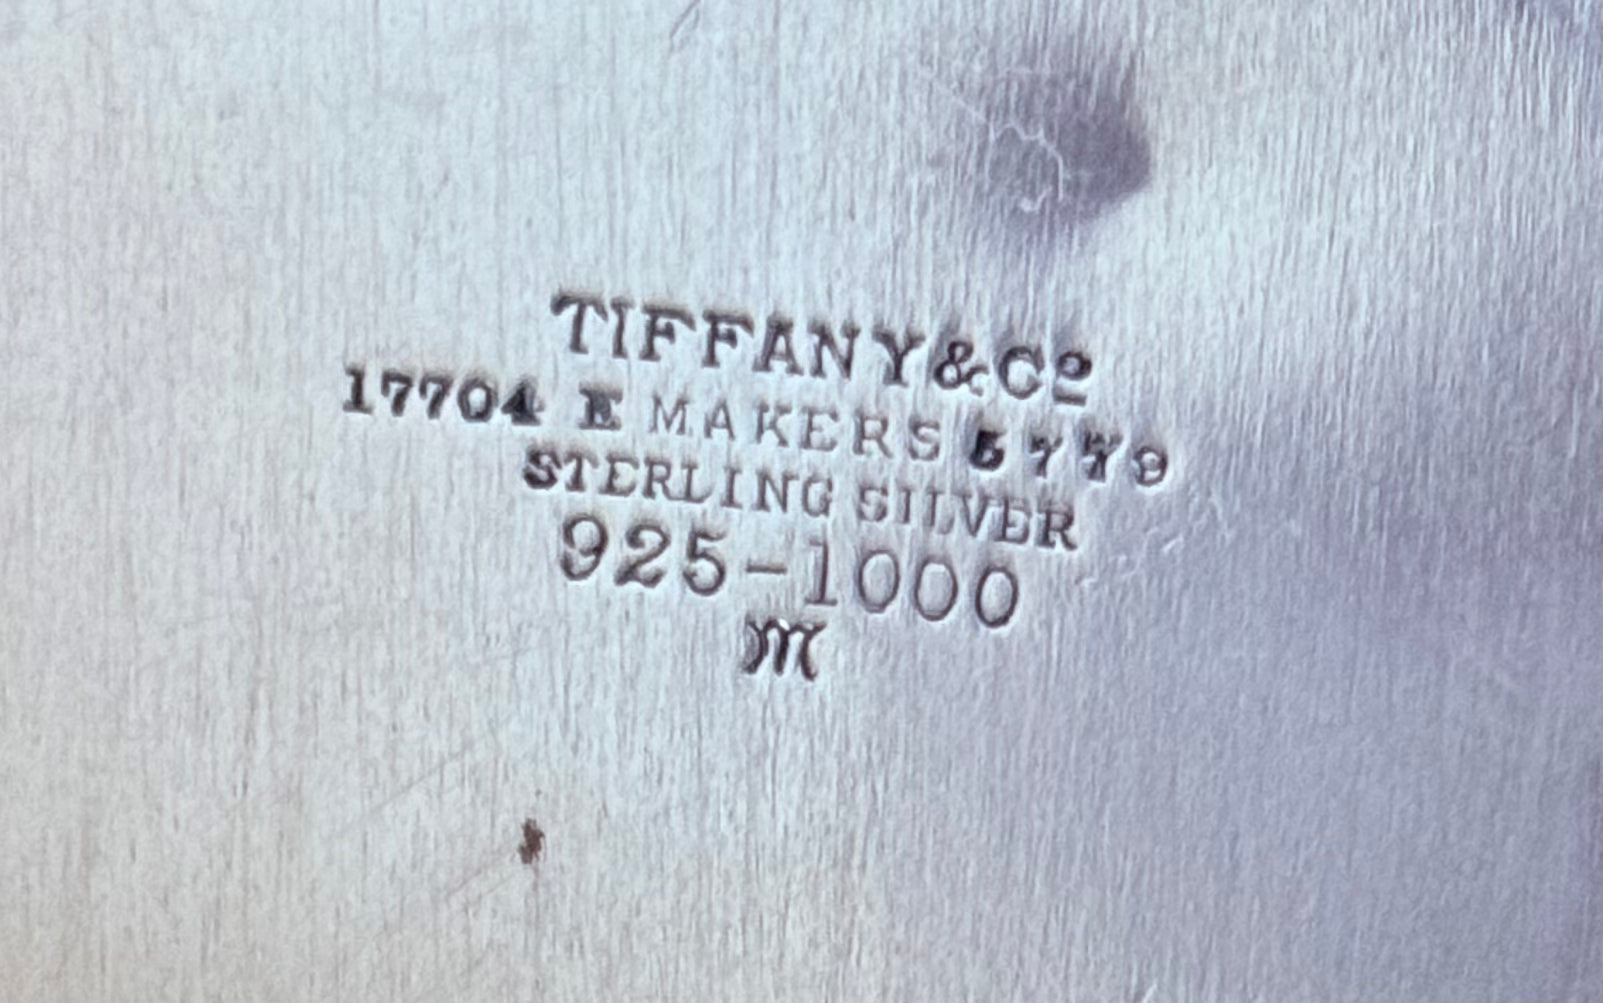 TIFFANY & Cº
17704 E MAKERS 5779
STERLING SILVER
925-1000
M